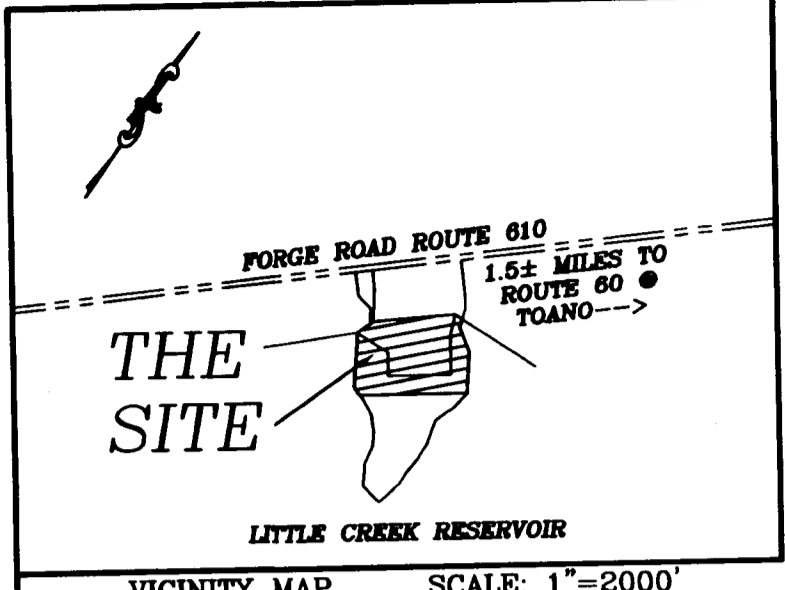 FORGE ROAD ROUTE 610
1.5± MILES TO
ROUTE 60
TOANO--->
THE
SITE
LITTLE CREEK RESERVOIR
VICINITY MAP SCALE: 1"=2000'